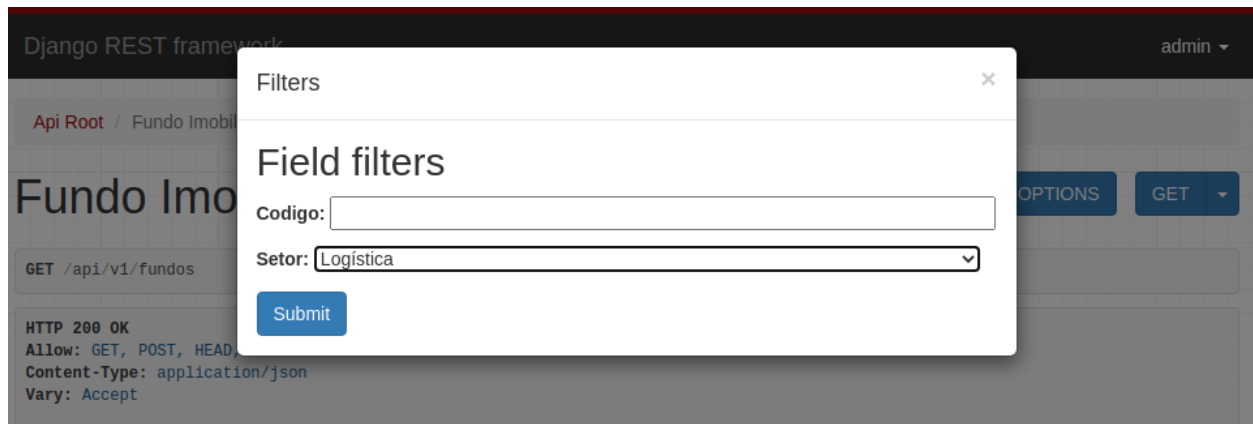 Django REST framework
admin
Filters
×
Api Root / Fundo Imobil
Field filters
Fundo Imo
OPTIONS
GET
Codigo:
Setor: Logística
GET /api/v1/fundos
Submit
HTTP 200 OK
Allow: GET, POST, HEAD,
Content-Type: application/json
Vary: Accept